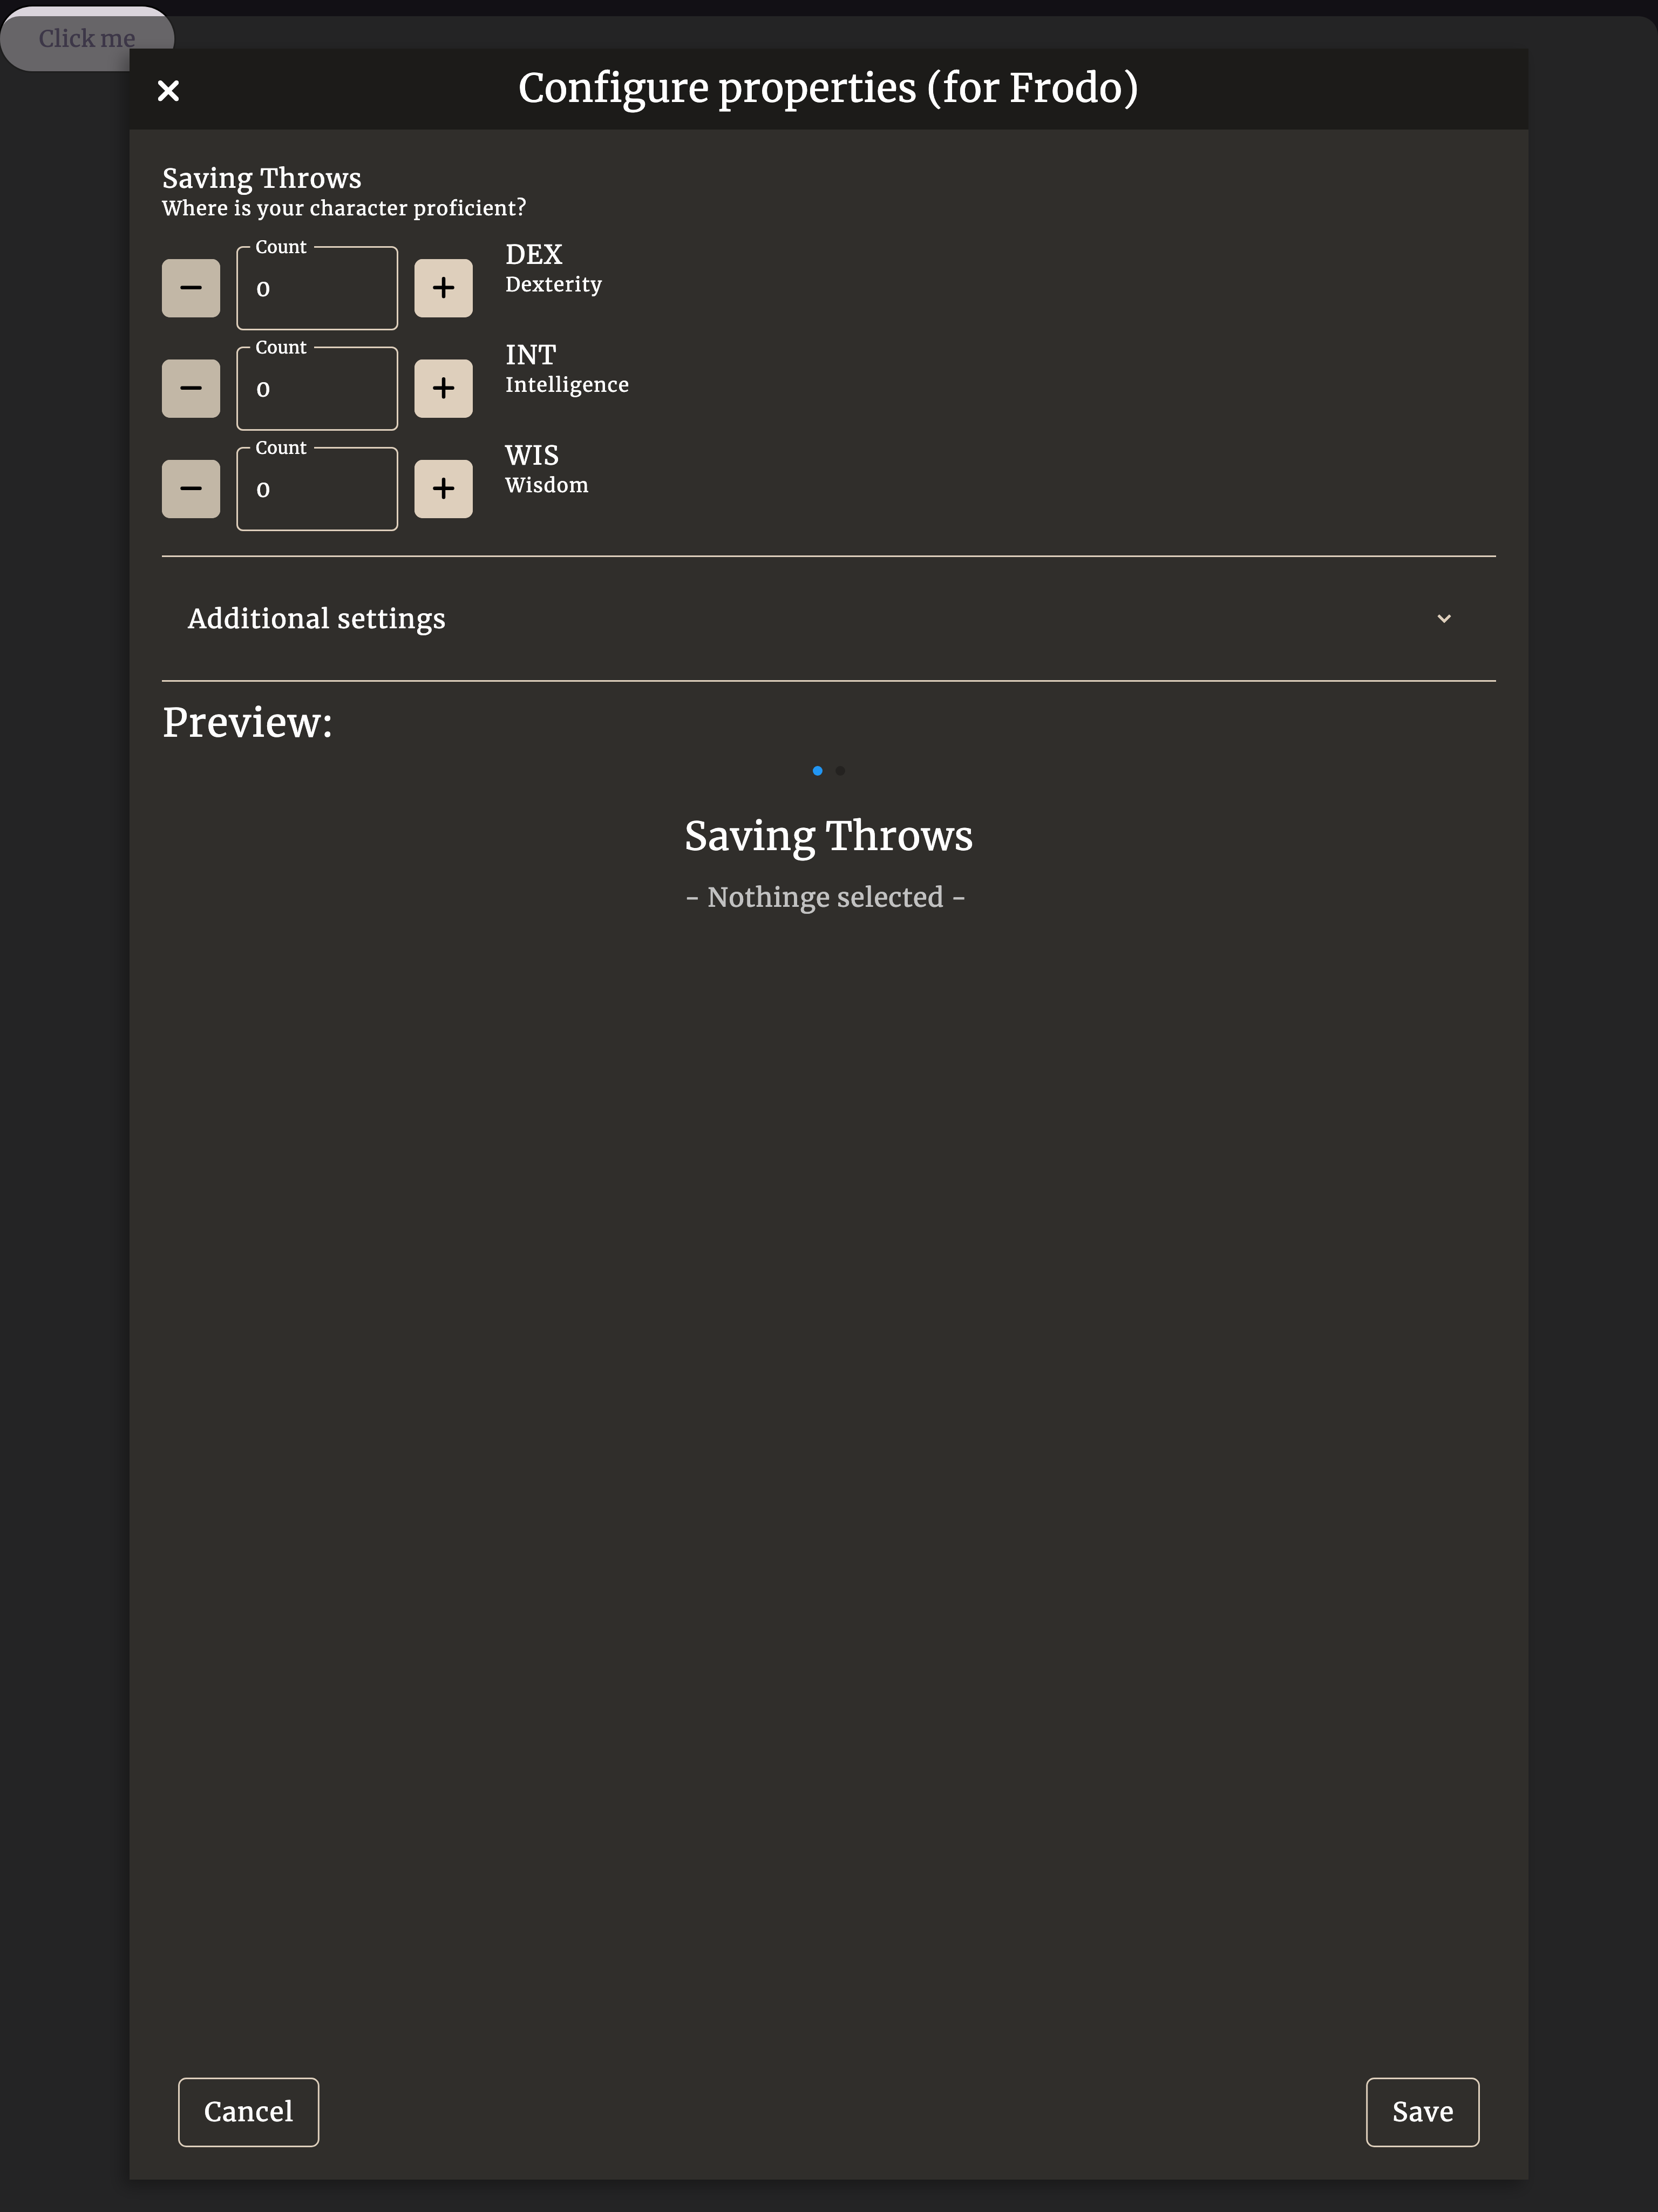 Click me
Configure properties (for Frodo)
Saving Throws
Where is your character proficient?
Count
0
DEX
Dexterity
Count
0
INT
Intelligence
Count
0
WIS
Wisdom
Additional settings
Preview:
Saving Throws
- Nothinge selected -
Cancel
Save